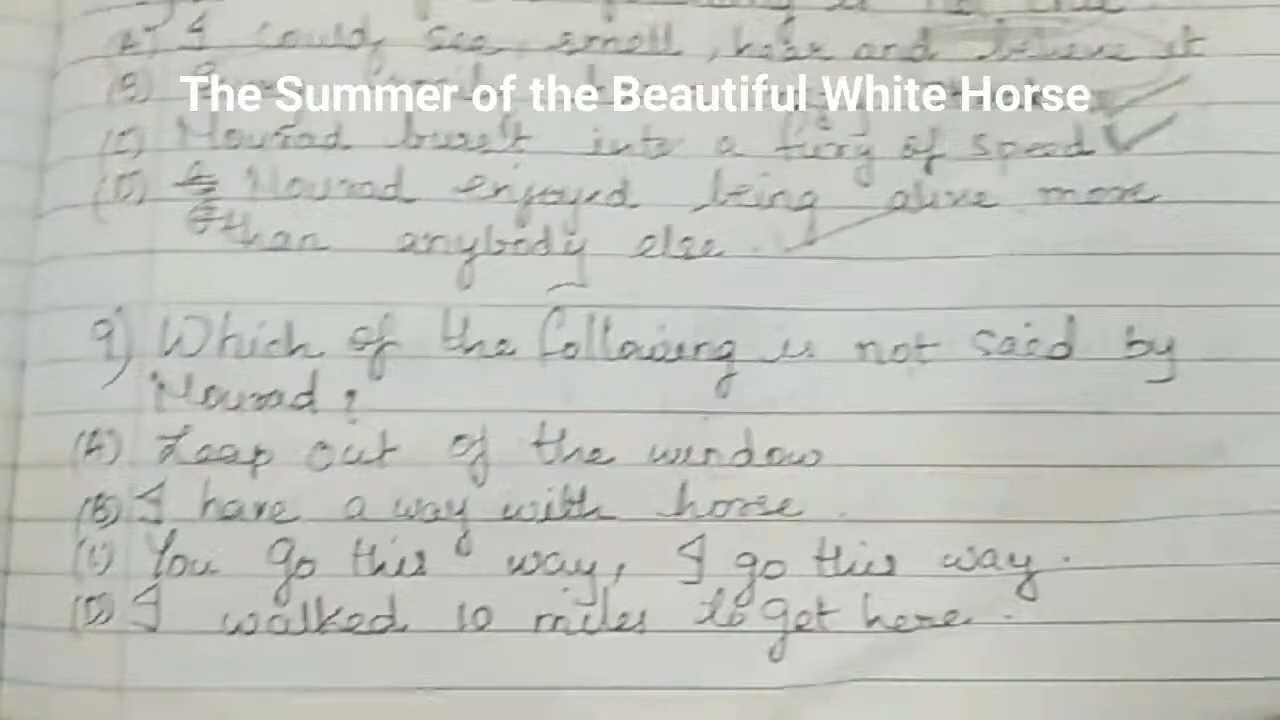 I could see, smell, hear and believe it
The Summer of the Beautiful White Horse
(B)
(C) Mourad burst into a fury of speed
(D) Mourad enjoyed being alive more
than anybody else.
9) Which of the following is not said by
Mourad?
(A) Leap out of the window
(B) I have a way with horse.
(C) You go this way, I go this way.
(D) I walked 10 miles to get here.